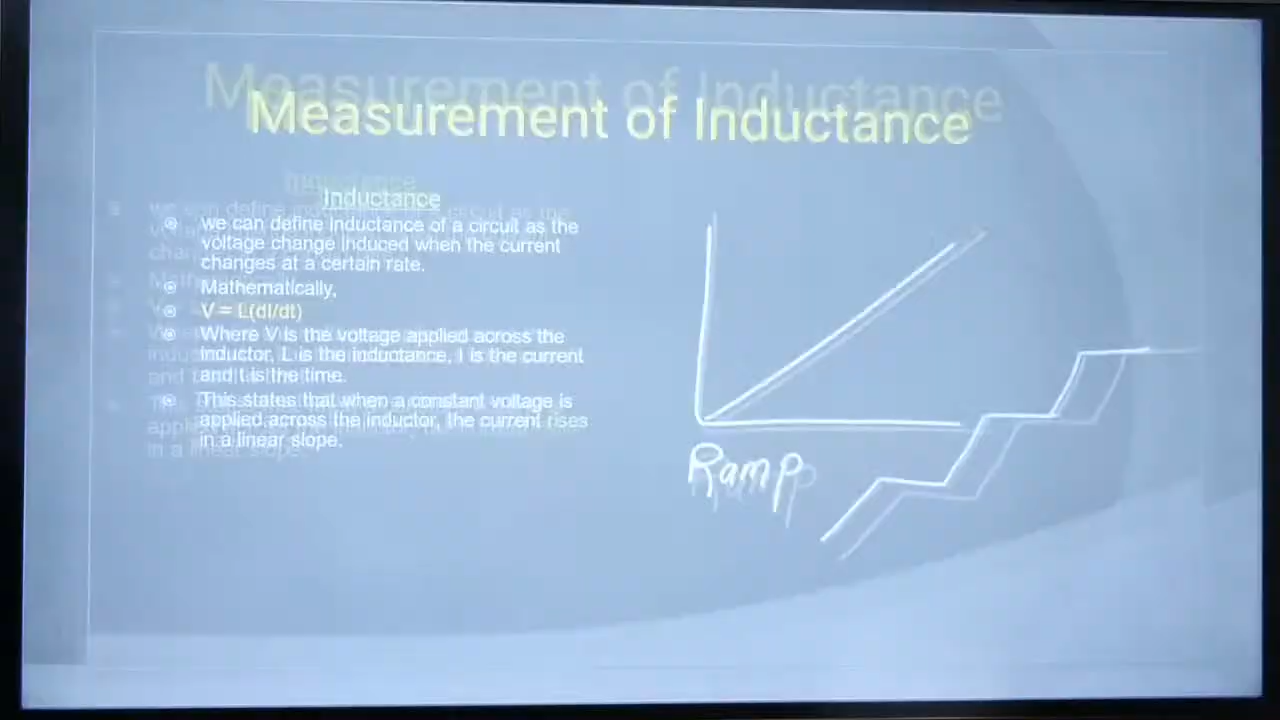 Measurement of Inductance
Inductance
we can define inductance of a circuit as the
voltage change induced when the current
changes at a certain rate.
Mathematically,
V = L(dI/dt)
Where V is the voltage applied across the
inductor, L is the inductance, I is the current
and t is the time.
This states that when a constant voltage is
applied across the inductor, the current rises
in a linear slope.
Ramp